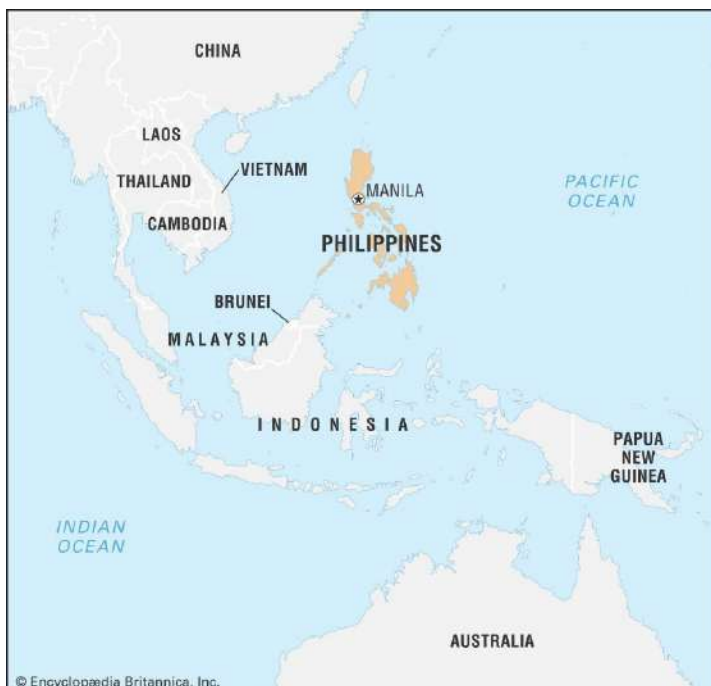 CHINA
LAOS
VIETNAM
THAILAND
CAMBODIA
MANILA
PACIFIC
OCEAN
PHILIPPINES
BRUNEI
MALAYSIA
INDONESIA
PAPUA
NEW
GUINEA
INDIAN
OCEAN
AUSTRALIA
© Encyclopædia Britannica, Inc.